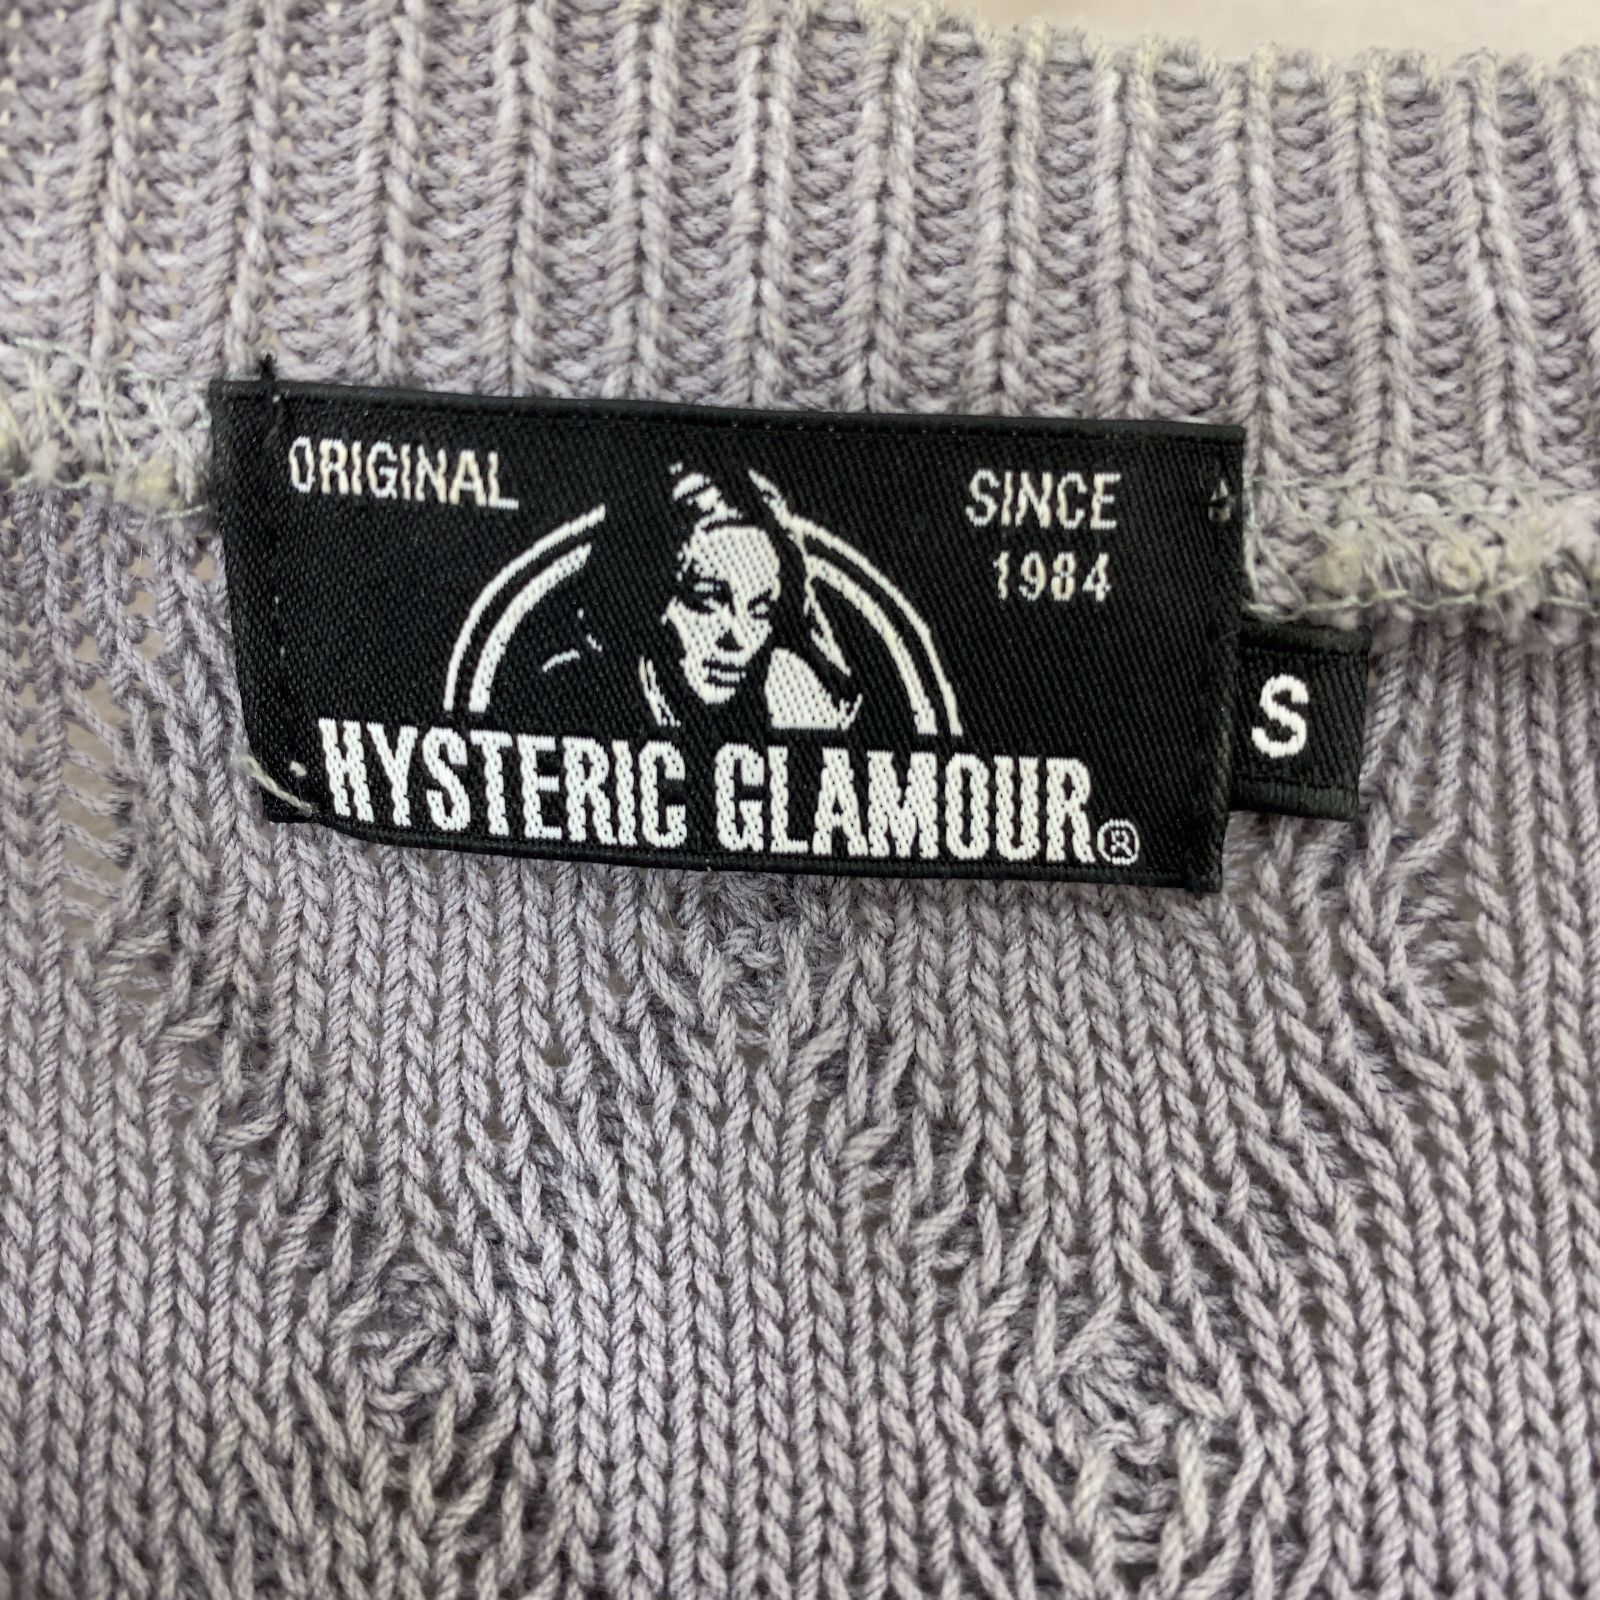 ORIGINAL
SINCE
1984
HYSTERIC GLAMOUR®
S